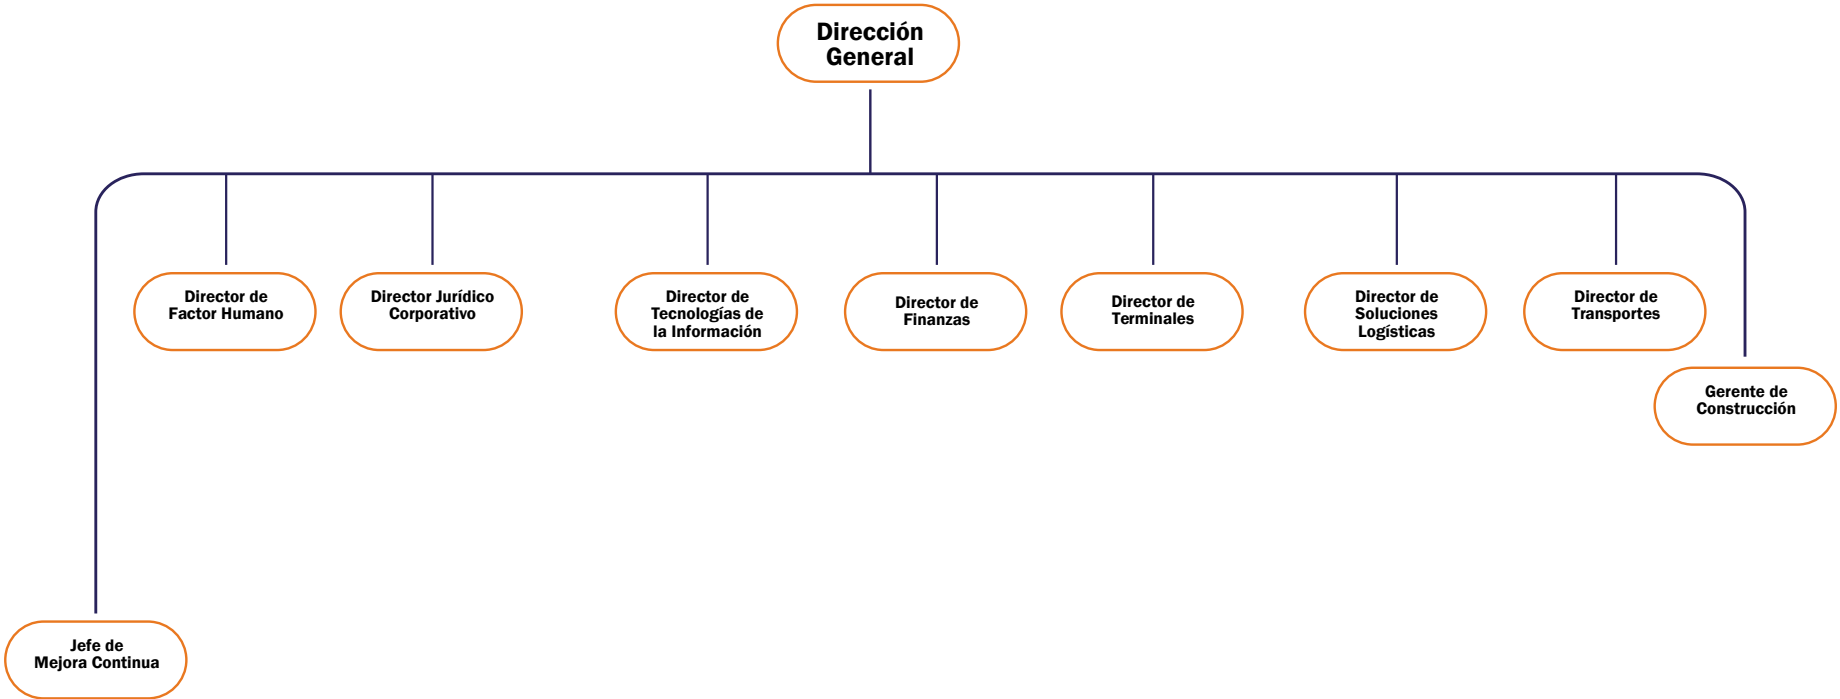 Dirección
General
Director de
Factor Humano
Director Jurídico
Corporativo
Director de
Tecnologías de
la Información
Director de
Finanzas
Director de
Terminales
Director de
Soluciones
Logísticas
Director de
Transportes
Gerente de
Construcción
Jefe de
Mejora Continua